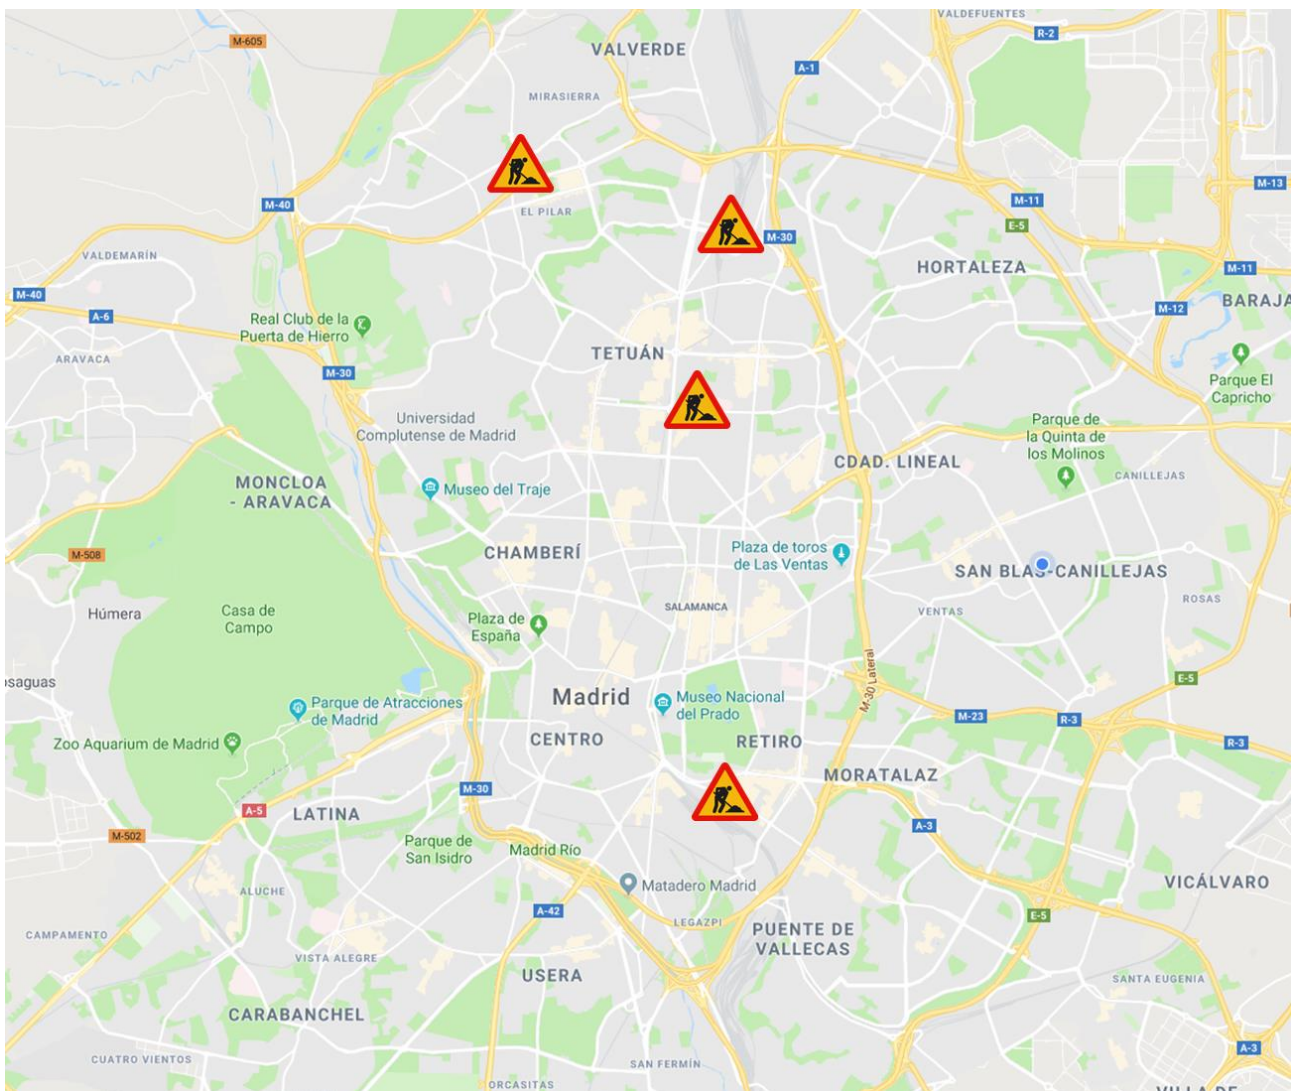 VALDEFUENTES
M-605
R-2
VALVERDE
A-1
MIRASIERRA
M-13
M-40
EL PILAR
M-11
E-5
M-30
VALDEMARÍN
HORTALEZA
M-11
M-40
M-12
BARAJA
A-6
Real Club de la
Puerta de Hierro
TETUÁN
ARAVACA
M-30
Parque El
Capricho
Universidad
Complutense de Madrid
Parque de
la Quinta de
los Molinos
CDAD. LINEAL
CANILLEJAS
MONCLOA
- ARAVACA
Museo del Traje
M-508
CHAMBERÍ
Plaza de toros
de Las Ventas
SAN BLAS-CANILLEJAS
Húmera
Casa de
Campo
SALAMANCA
VENTAS
ROSAS
Plaza de
España
osaguas
M-30 Lateral
E-5
Parque de Atracciones
de Madrid
Madrid
Museo Nacional
del Prado
M-23
R-3
Zoo Aquarium de Madrid
CENTRO
RETIRO
R-3
MORATALAZ
M-30
A-5
LATINA
A-3
M-502
Parque de
San Isidro
Madrid Río
Matadero Madrid
VICÁLVARO
ALUCHE
A-42
LEGAZPI
E-5
CAMPAMENTO
PUENTE DE
VALLECAS
VISTA ALEGRE
USERA
SANTA EUGENIA
CARABANCHEL
A-3
CUATRO VIENTOS
SAN FERMÍN
ORCASITAS
VILLA DE